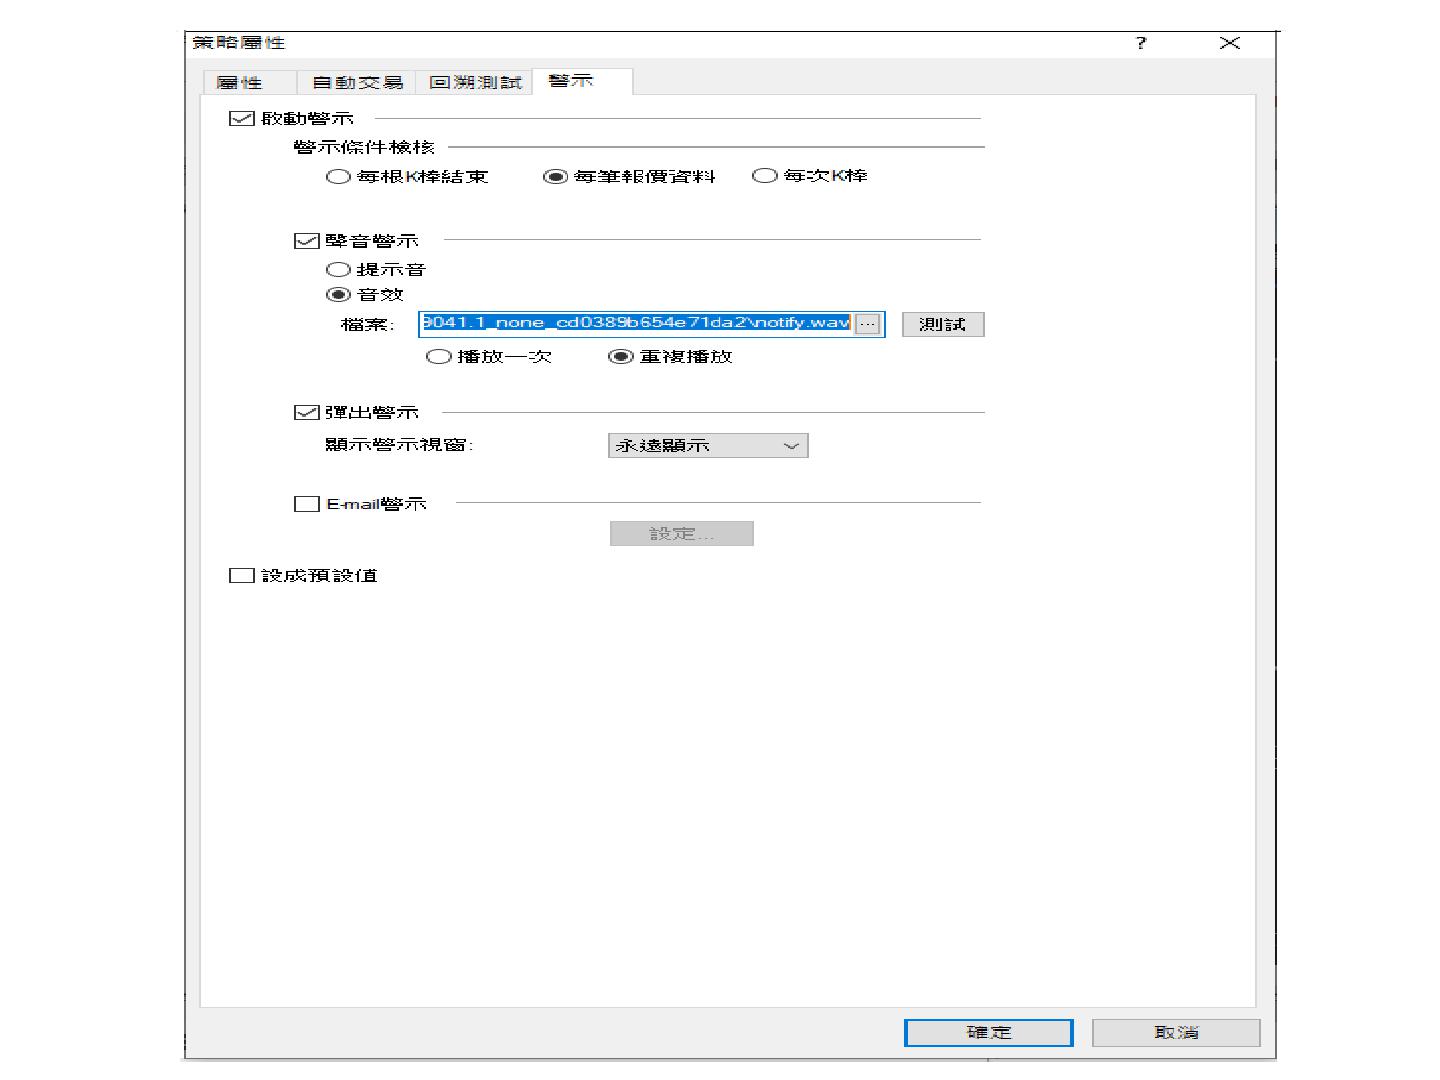 策略屬性 ?
屬性 自動交易 回溯測試 警示
啟動警示
警示條件檢核
每根K棒結束 每筆報價資料 每次K棒
聲音警示
提示音
音效
檔案: 9041.1_none_cd0389b654e71da2\notify.wav ... 測試
播放一次 重複播放
彈出警示
顯示警示視窗: 永遠顯示
E-mail警示
設定...
設成預設值
確定 取消